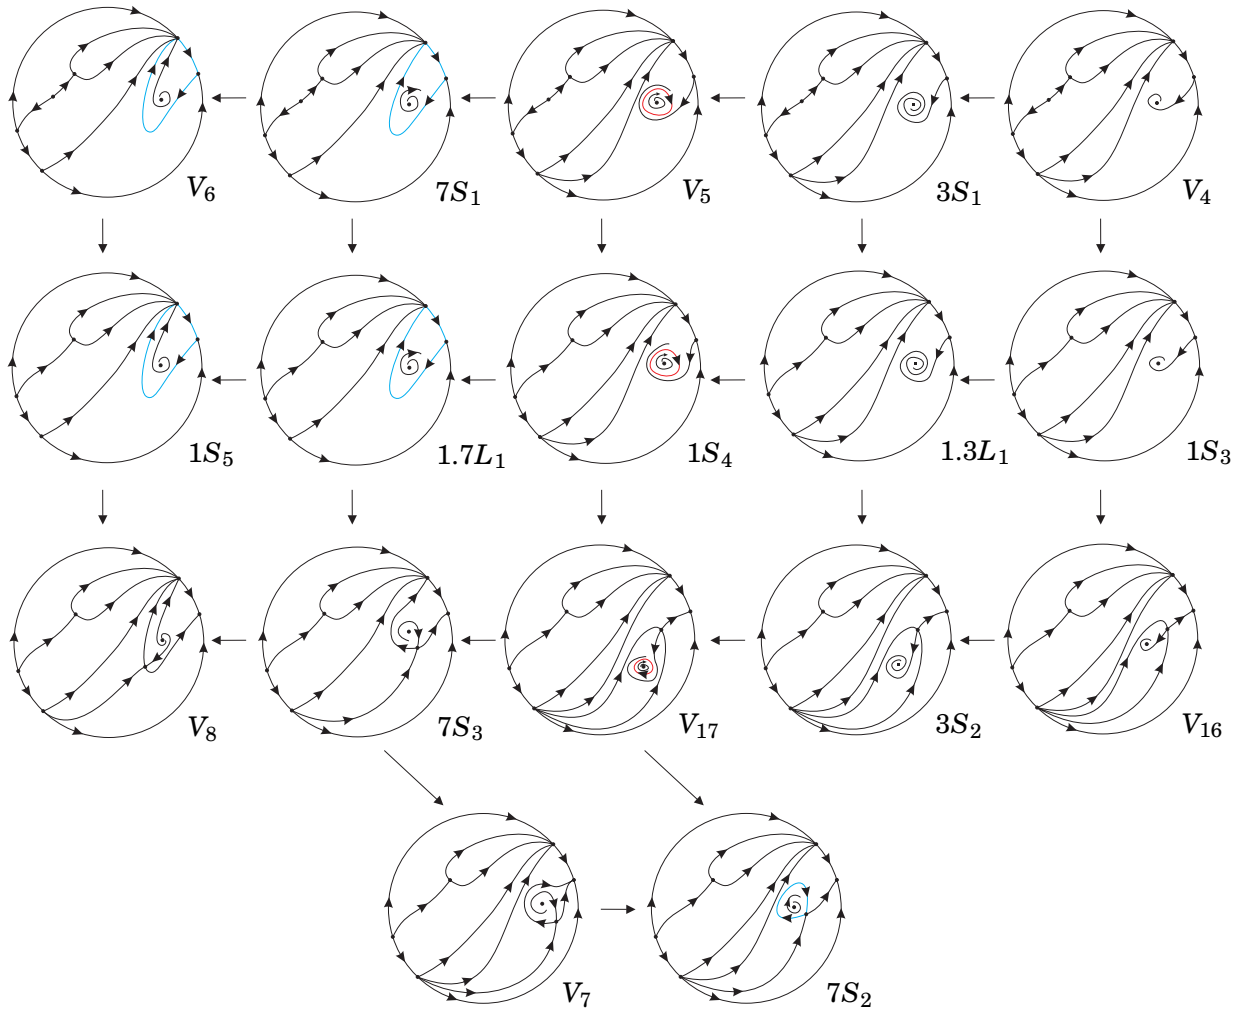 V₆ 7S₁ V₅ 3S₁ V₄
1S₅ 1.7L₁ 1S₄ 1.3L₁ 1S₃
V₈ 7S₃ V₁₇ 3S₂ V₁₆
V₇ 7S₂